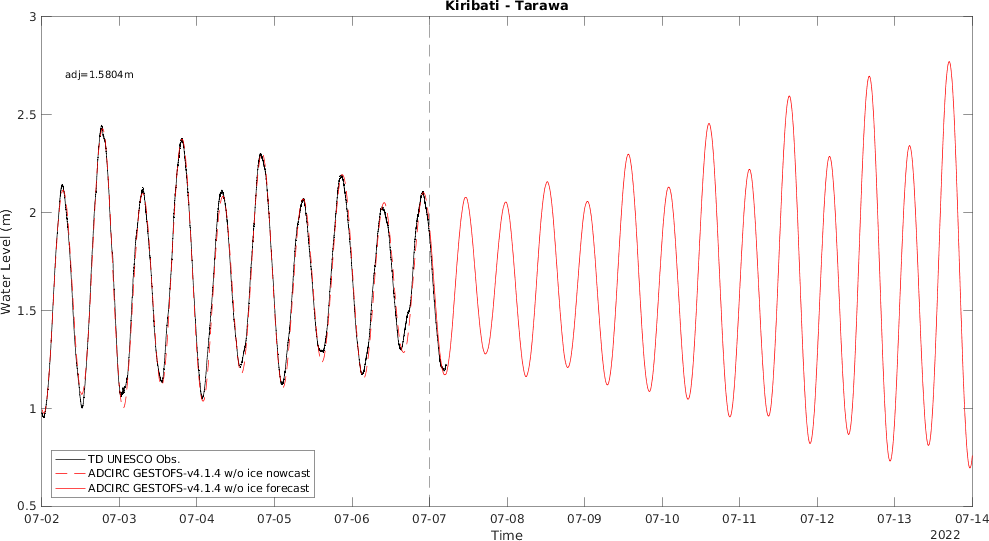 Kiribati - Tarawa
3
adj=1.5804m
2.5
2
Water Level (m)
1.5
1
TD UNESCO Obs.
ADCIRC GESTOFS-v4.1.4 w/o ice nowcast
ADCIRC GESTOFS-v4.1.4 w/o ice forecast
0.5
07-02 07-03 07-04 07-05 07-06 07-07 07-08 07-09 07-10 07-11 07-12 07-13 07-14
Time
2022